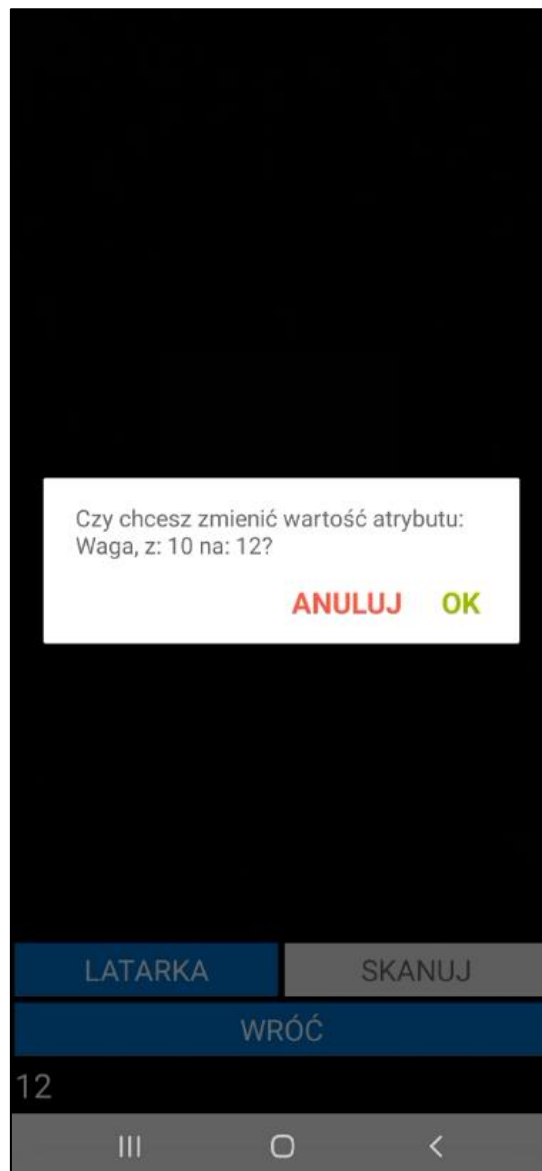 Czy chcesz zmienić wartość atrybutu:
Waga, z: 10 na: 12?
ANULUJ OK
LATARKA SKANUJ
WRÓĆ
12